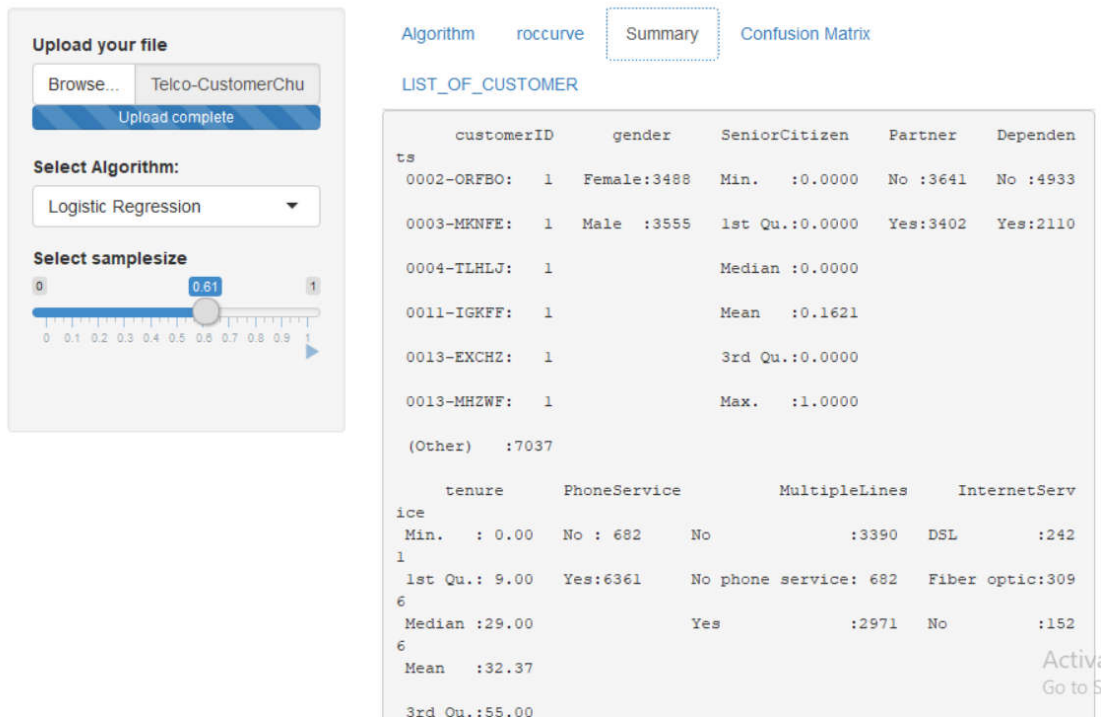 Upload your file
Browse... Telco-CustomerChu
Upload complete
Select Algorithm:
Logistic Regression
Select samplesize
0 0.61 1
0 0.1 0.2 0.3 0.4 0.5 0.6 0.7 0.8 0.9 1
Algorithm roccurve Summary Confusion Matrix
LIST_OF_CUSTOMER
customerID gender SeniorCitizen Partner Dependen
ts
0002-ORFBO: 1 Female:3488 Min. :0.0000 No :3641 No :4933
0003-MKNFE: 1 Male :3555 1st Qu.:0.0000 Yes:3402 Yes:2110
0004-TLHLJ: 1 Median :0.0000
0011-IGKFF: 1 Mean :0.1621
0013-EXCHZ: 1 3rd Qu.:0.0000
0013-MHZWF: 1 Max. :1.0000
(Other) :7037
tenure PhoneService MultipleLines InternetServ
ice
Min. : 0.00 No : 682 No :3390 DSL :242
1
1st Qu.: 9.00 Yes:6361 No phone service: 682 Fiber optic:309
6
Median :29.00 Yes :2971 No :152
6
Mean :32.37
3rd Qu.:55.00
Activa
Go to S